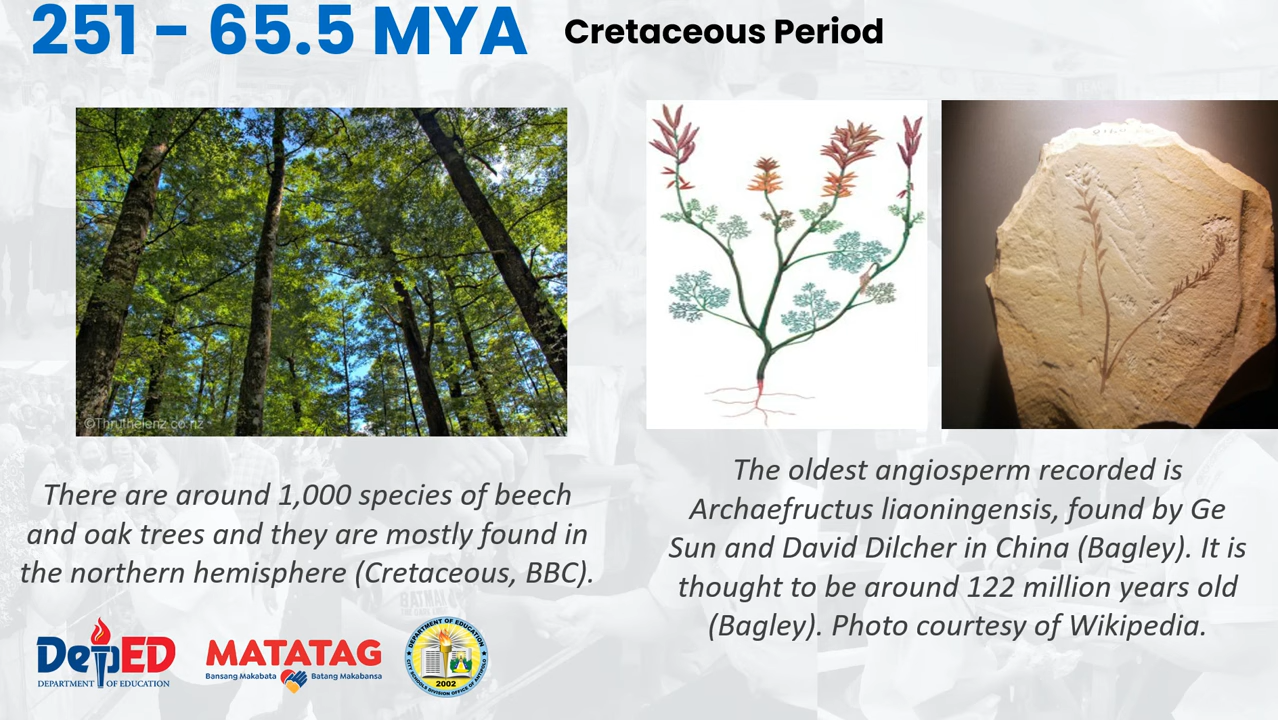 251 - 65.5 MYA
Cretaceous Period
©Thruthelenz.co.nz
There are around 1,000 species of beech
and oak trees and they are mostly found in
the northern hemisphere (Cretaceous, BBC).
The oldest angiosperm recorded is
Archaefructus liaoningensis, found by Ge
Sun and David Dilcher in China (Bagley). It is
thought to be around 122 million years old
(Bagley). Photo courtesy of Wikipedia.
DepED
DEPARTMENT OF EDUCATION
MATATAG
Bansang Makabata Batang Makabansa
DEPARTMENT OF EDUCATION
2002